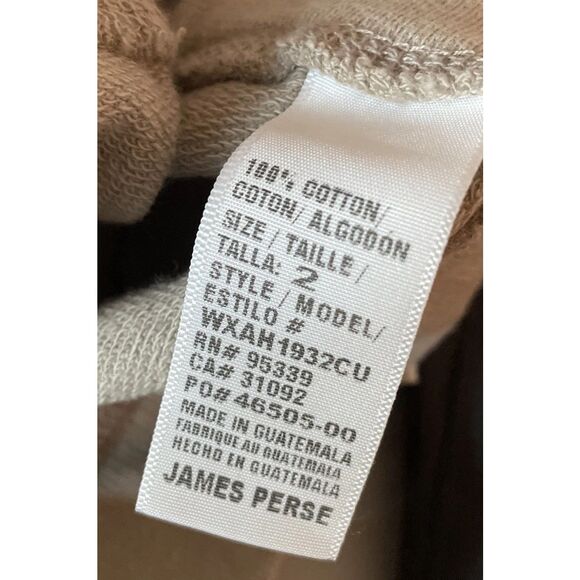 100% COTTON/
COTON/ ALGODON
SIZE / TAILLE /
TALLA: 2
STYLE / MODEL/
ESTILO #
WXAH1932CU
RN# 95339
CA# 31092
PO# 46505-00
MADE IN GUATEMALA
FABRIQUE AU GUATEMALA
HECHO EN GUATEMALA
JAMES PERSE